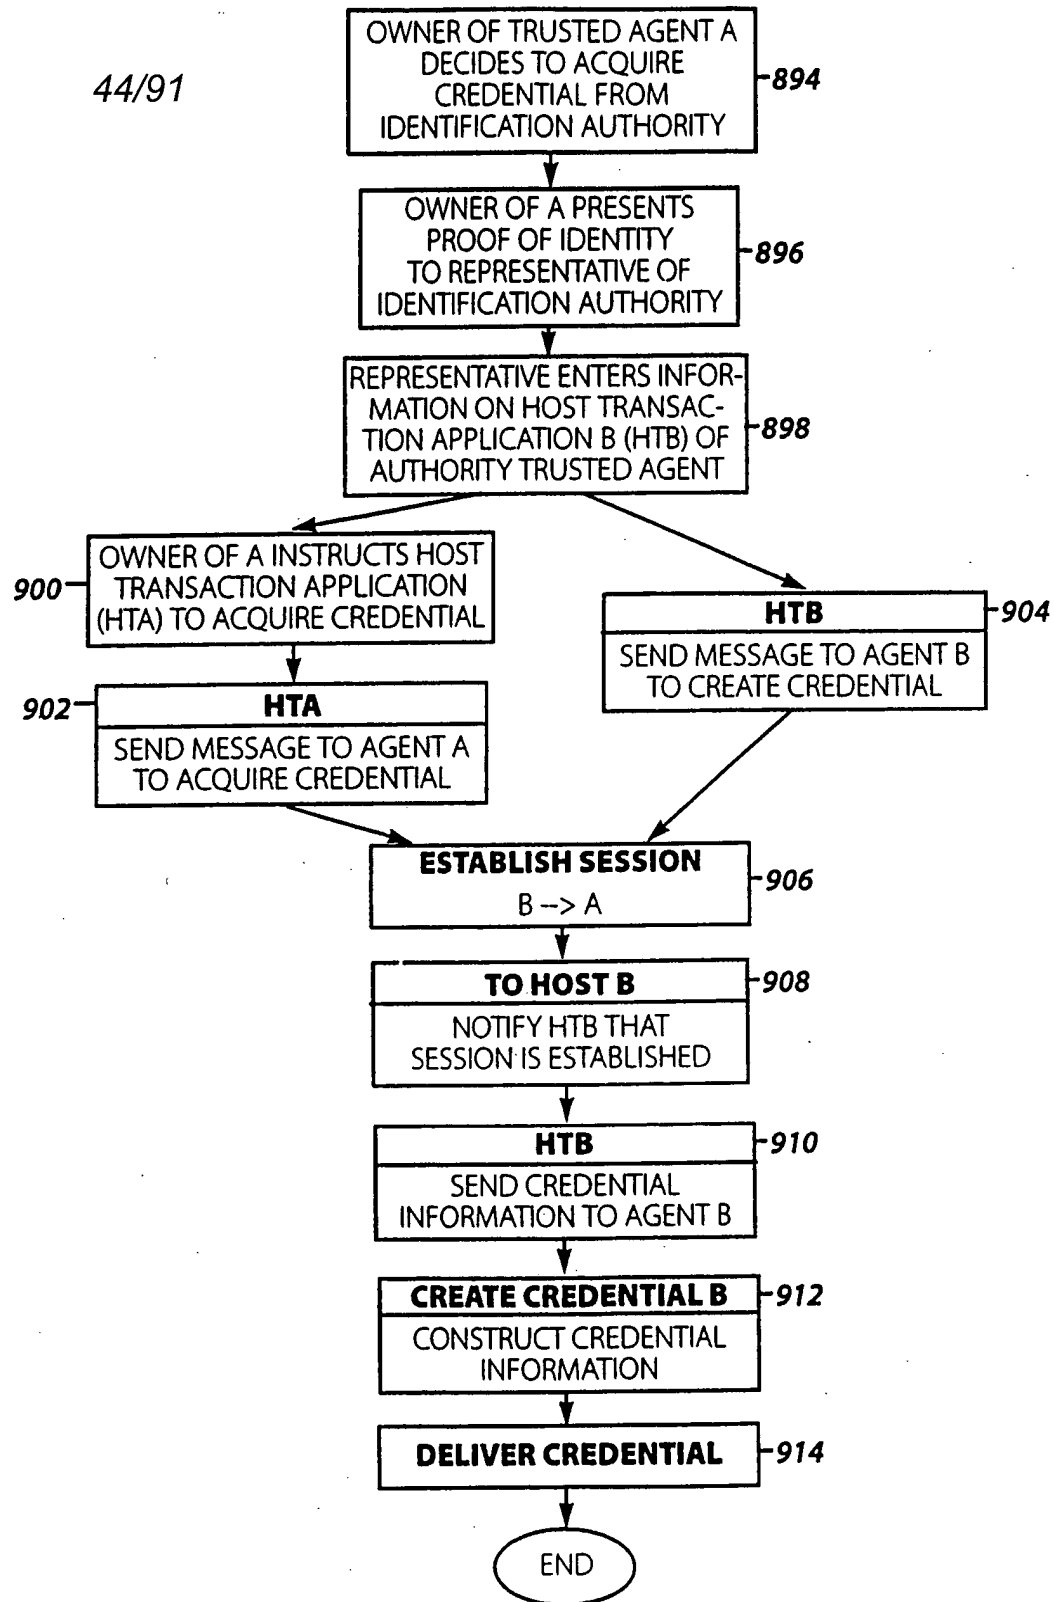 44/91
OWNER OF TRUSTED AGENT A
DECIDES TO ACQUIRE
CREDENTIAL FROM
IDENTIFICATION AUTHORITY
894
OWNER OF A PRESENTS
PROOF OF IDENTITY
TO REPRESENTATIVE OF
IDENTIFICATION AUTHORITY
896
REPRESENTATIVE ENTERS INFOR-
MATION ON HOST TRANSAC-
TION APPLICATION B (HTB) OF
AUTHORITY TRUSTED AGENT
898
900
OWNER OF A INSTRUCTS HOST
TRANSACTION APPLICATION
(HTA) TO ACQUIRE CREDENTIAL
902
HTA
SEND MESSAGE TO AGENT A
TO ACQUIRE CREDENTIAL
HTB
904
SEND MESSAGE TO AGENT B
TO CREATE CREDENTIAL
ESTABLISH SESSION
B --> A
906
TO HOST B
908
NOTIFY HTB THAT
SESSION IS ESTABLISHED
HTB
910
SEND CREDENTIAL
INFORMATION TO AGENT B
CREATE CREDENTIAL B
912
CONSTRUCT CREDENTIAL
INFORMATION
DELIVER CREDENTIAL
914
END